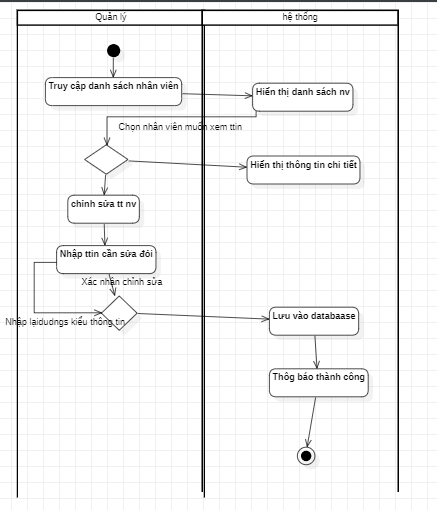 Quản lý
hệ thống
Truy cập danh sách nhân viên
Hiển thị danh sách nv
Chọn nhân viên muốn xem ttin
Hiển thị thông tin chi tiết
chỉnh sửa tt nv
Nhập ttin cần sửa đổi
Xác nhận chỉnh sửa
Nhập lạidudngs kiểu thông tin
Lưu vào databaase
Thôg báo thành công